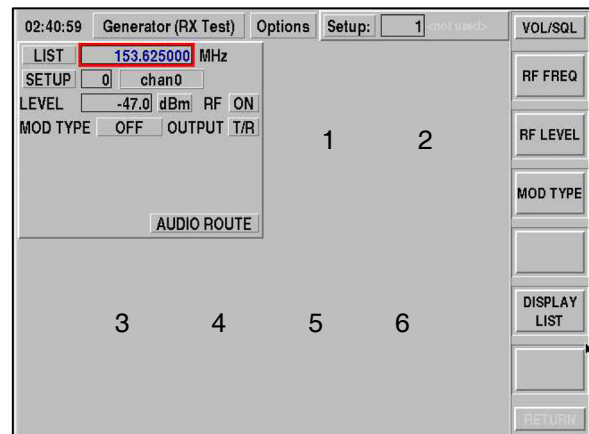 02:40:59 Generator (RX Test) Options Setup: 1 <not used> VOL/SQL
LIST 153.625000 MHz
SETUP 0 chan0
LEVEL -47.0 dBm RF ON
MOD TYPE OFF OUTPUT T/R
AUDIO ROUTE
1 2
3 4 5 6
RF FREQ
RF LEVEL
MOD TYPE
DISPLAY
LIST
RETURN